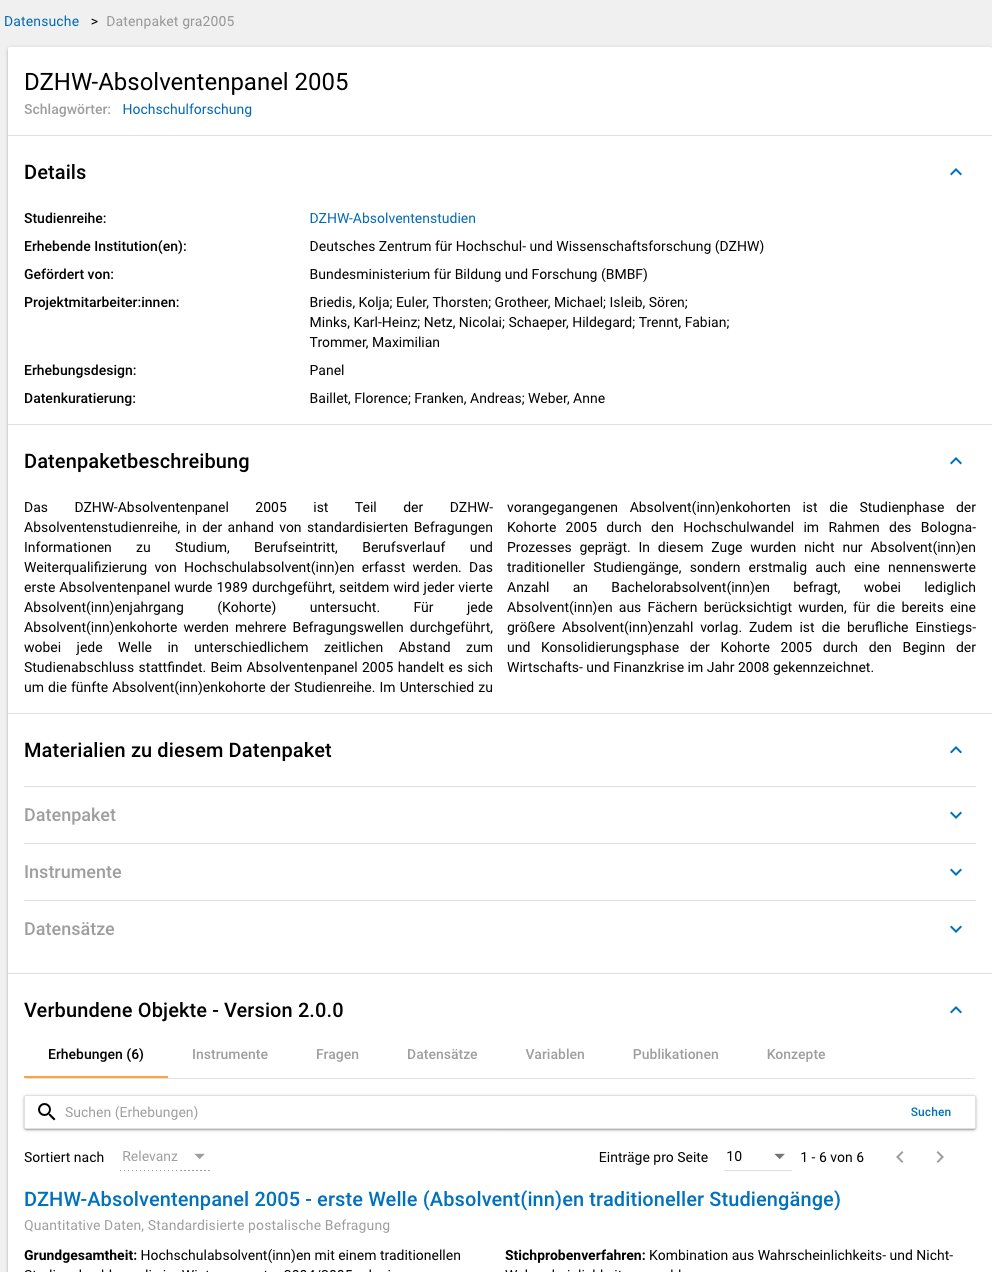 Datensuche > Datenpaket gra2005
DZHW-Absolventenpanel 2005
Schlagwörter: Hochschulforschung
Details
Studienreihe: DZHW-Absolventenstudien
Erhebende Institution(en): Deutsches Zentrum für Hochschul- und Wissenschaftsforschung (DZHW)
Gefördert von: Bundesministerium für Bildung und Forschung (BMBF)
Projektmitarbeiter:innen: Briedis, Kolja; Euler, Thorsten; Grotheer, Michael; Isleib, Sören;
Minks, Karl-Heinz; Netz, Nicolai; Schaeper, Hildegard; Trennt, Fabian;
Trommer, Maximilian
Erhebungsdesign: Panel
Datenkuratierung: Baillet, Florence; Franken, Andreas; Weber, Anne
Datenpaketbeschreibung
Das DZHW-Absolventenpanel 2005 ist Teil der DZHW-
Absolventenstudienreihe, in der anhand von standardisierten Befragungen
Informationen zu Studium, Berufseintritt, Berufsverlauf und
Weiterqualifizierung von Hochschulabsolvent(inn)en erfasst werden. Das
erste Absolventenpanel wurde 1989 durchgeführt, seitdem wird jeder vierte
Absolvent(inn)enjahrgang (Kohorte) untersucht. Für jede
Absolvent(inn)enkohorte werden mehrere Befragungswellen durchgeführt,
wobei jede Welle in unterschiedlichem zeitlichen Abstand zum
Studienabschluss stattfindet. Beim Absolventenpanel 2005 handelt es sich
um die fünfte Absolvent(inn)enkohorte der Studienreihe. Im Unterschied zu
vorangegangenen Absolvent(inn)enkohorten ist die Studienphase der
Kohorte 2005 durch den Hochschulwandel im Rahmen des Bologna-
Prozesses geprägt. In diesem Zuge wurden nicht nur Absolvent(inn)en
traditioneller Studiengänge, sondern erstmalig auch eine nennenswerte
Anzahl an Bachelorabsolvent(inn)en befragt, wobei lediglich
Absolvent(inn)en aus Fächern berücksichtigt wurden, für die bereits eine
größere Absolvent(inn)enzahl vorlag. Zudem ist die berufliche Einstiegs-
und Konsolidierungsphase der Kohorte 2005 durch den Beginn der
Wirtschafts- und Finanzkrise im Jahr 2008 gekennzeichnet.
Materialien zu diesem Datenpaket
Datenpaket
Instrumente
Datensätze
Verbundene Objekte - Version 2.0.0
Erhebungen (6) Instrumente Fragen Datensätze Variablen Publikationen Konzepte
Suchen (Erhebungen) Suchen
Sortiert nach Relevanz Einträge pro Seite 10 1 - 6 von 6
DZHW-Absolventenpanel 2005 - erste Welle (Absolvent(inn)en traditioneller Studiengänge)
Quantitative Daten, Standardisierte postalische Befragung
Grundgesamtheit: Hochschulabsolvent(inn)en mit einem traditionellen
Stichprobenverfahren: Kombination aus Wahrscheinlichkeits- und Nicht-